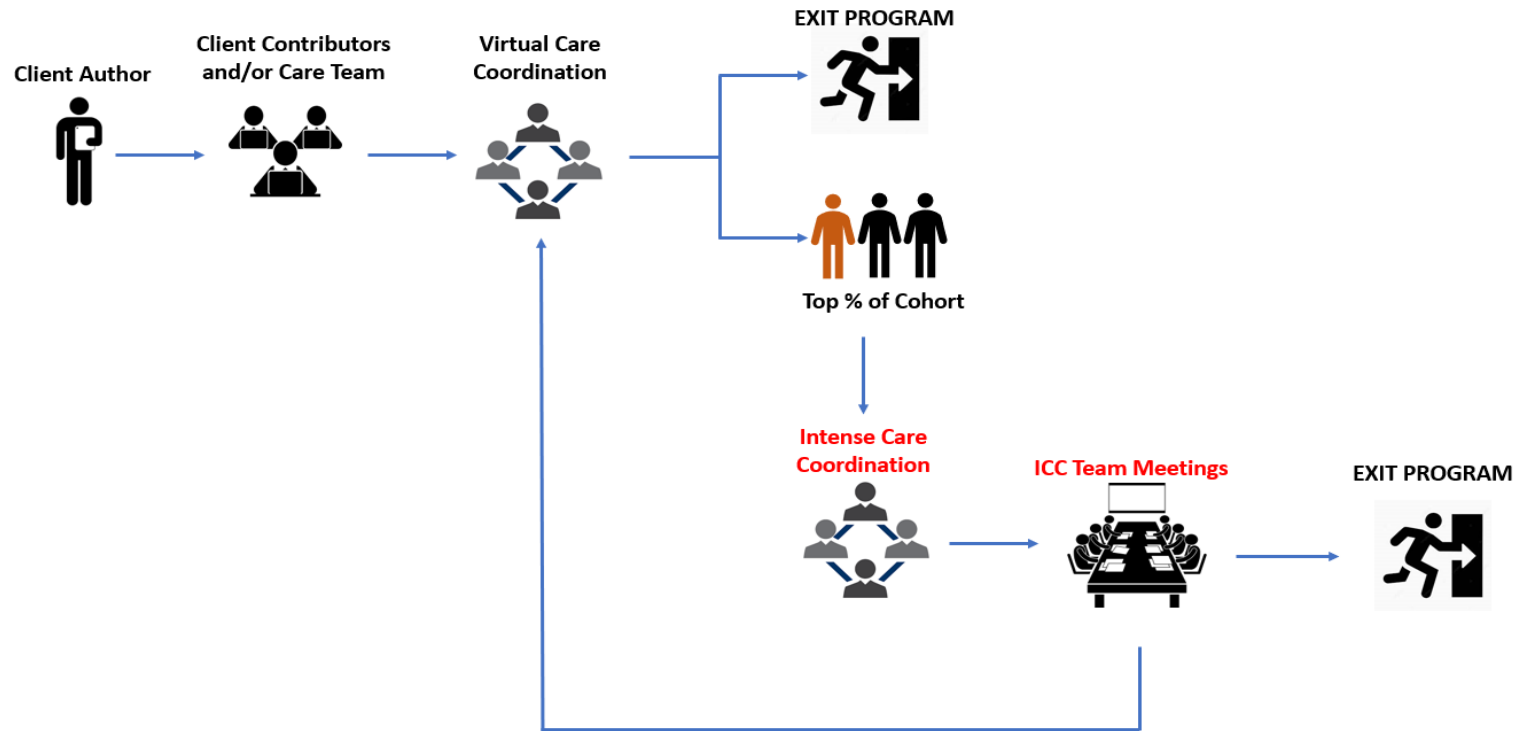 Client Author
Client Contributors
and/or Care Team
Virtual Care
Coordination
EXIT PROGRAM
Top % of Cohort
Intense Care
Coordination
ICC Team Meetings
EXIT PROGRAM